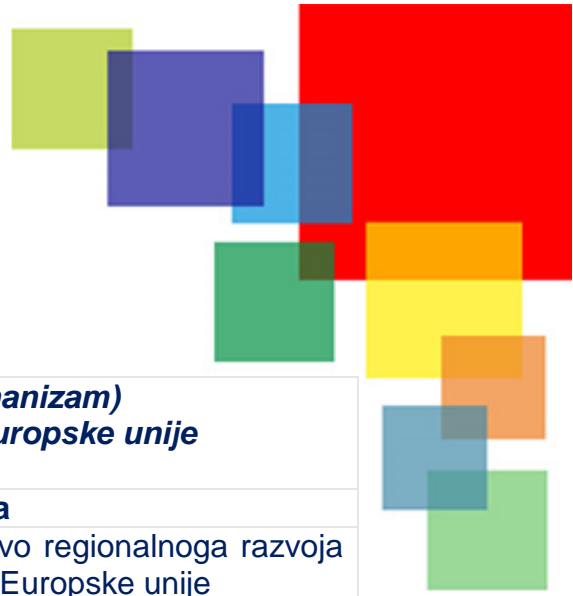 anizam)
uropske unije
a
vo regionalnoga razvoja
Europske unije